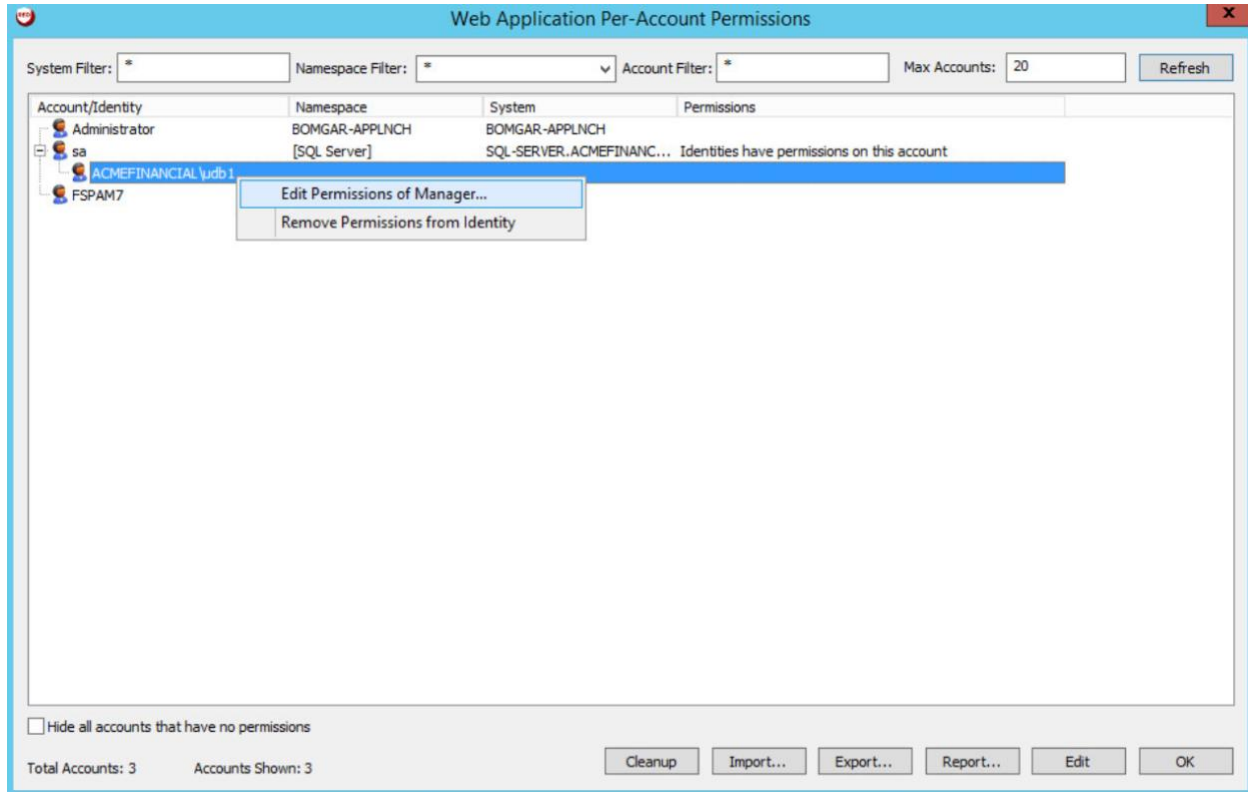 Web Application Per-Account Permissions
x
System Filter: * Namespace Filter: * Account Filter: * Max Accounts: 20 Refresh
Account/Identity Namespace System Permissions
Administrator BOMGAR-APPLNCH BOMGAR-APPLNCH
sa [SQL Server] SQL-SERVER.ACMEFINANC... Identities have permissions on this account
ACMEFINANCIAL\udb1
Edit Permissions of Manager...
FSPAM7
Remove Permissions from Identity
Hide all accounts that have no permissions
Total Accounts: 3 Accounts Shown: 3 Cleanup Import... Export... Report... Edit OK